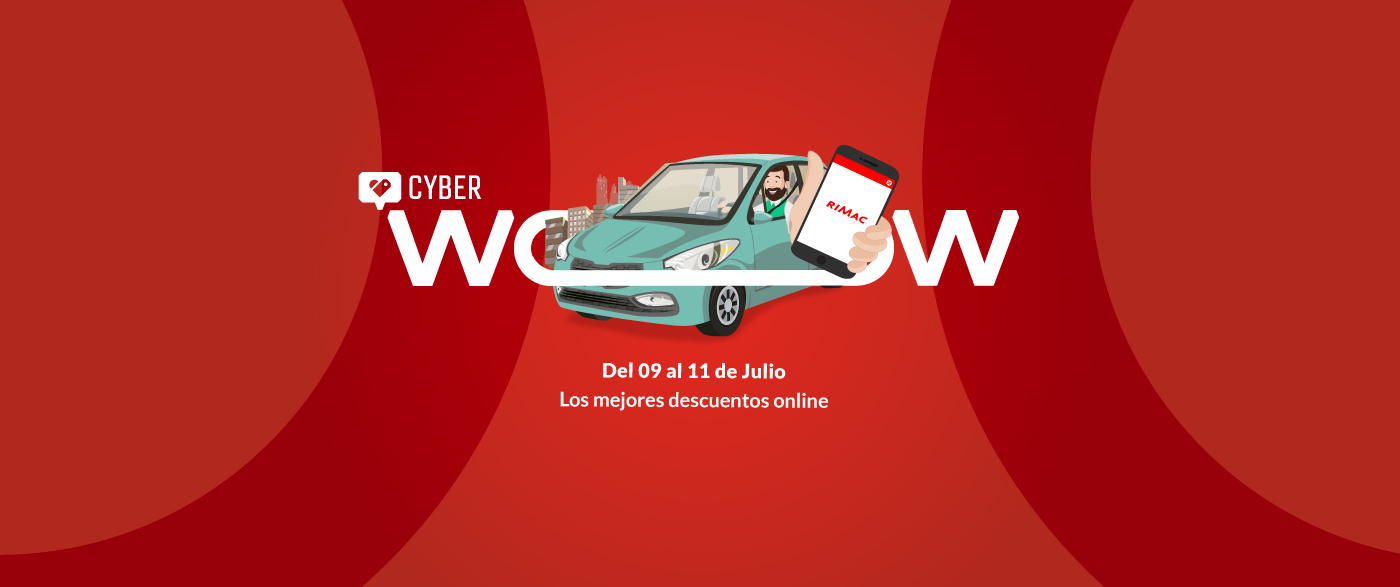 CYBER
WOW
RIMAC
Del 09 al 11 de Julio
Los mejores descuentos online